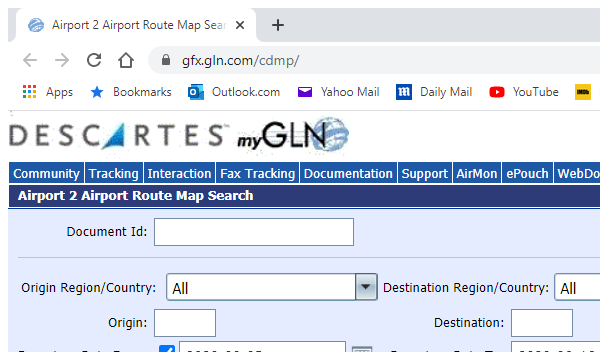 Airport 2 Airport Route Map Sear
gfx.gln.com/cdmp/
Apps Bookmarks Outlook.com Yahoo Mail Daily Mail YouTube IMDb
DESCARTES™ myGLN
Community Tracking Interaction Fax Tracking Documentation Support AirMon ePouch WebDo
Airport 2 Airport Route Map Search
Document Id:
Origin Region/Country: All Destination Region/Country: All
Origin: Destination: